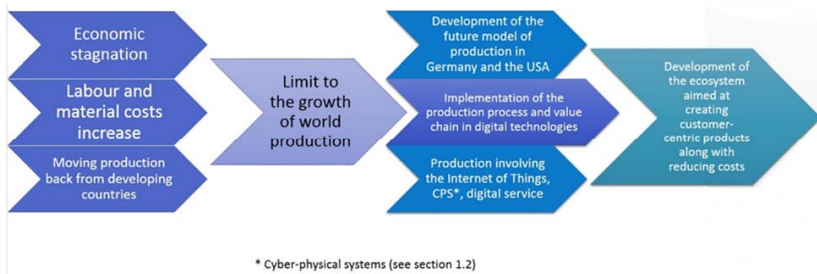 Economic
stagnation
Labour and
material costs
increase
Moving production
back from developing
countries
Limit to
the growth
of world
production
Development of the
future model of
production in
Germany and the USA
Implementation of the
production process and value
chain in digital technologies
Production involving
the Internet of Things,
CPS*, digital service
Development of
the ecosystem
aimed at
creating
customer-
centric products
along with
reducing costs
* Cyber-physical systems (see section 1.2)